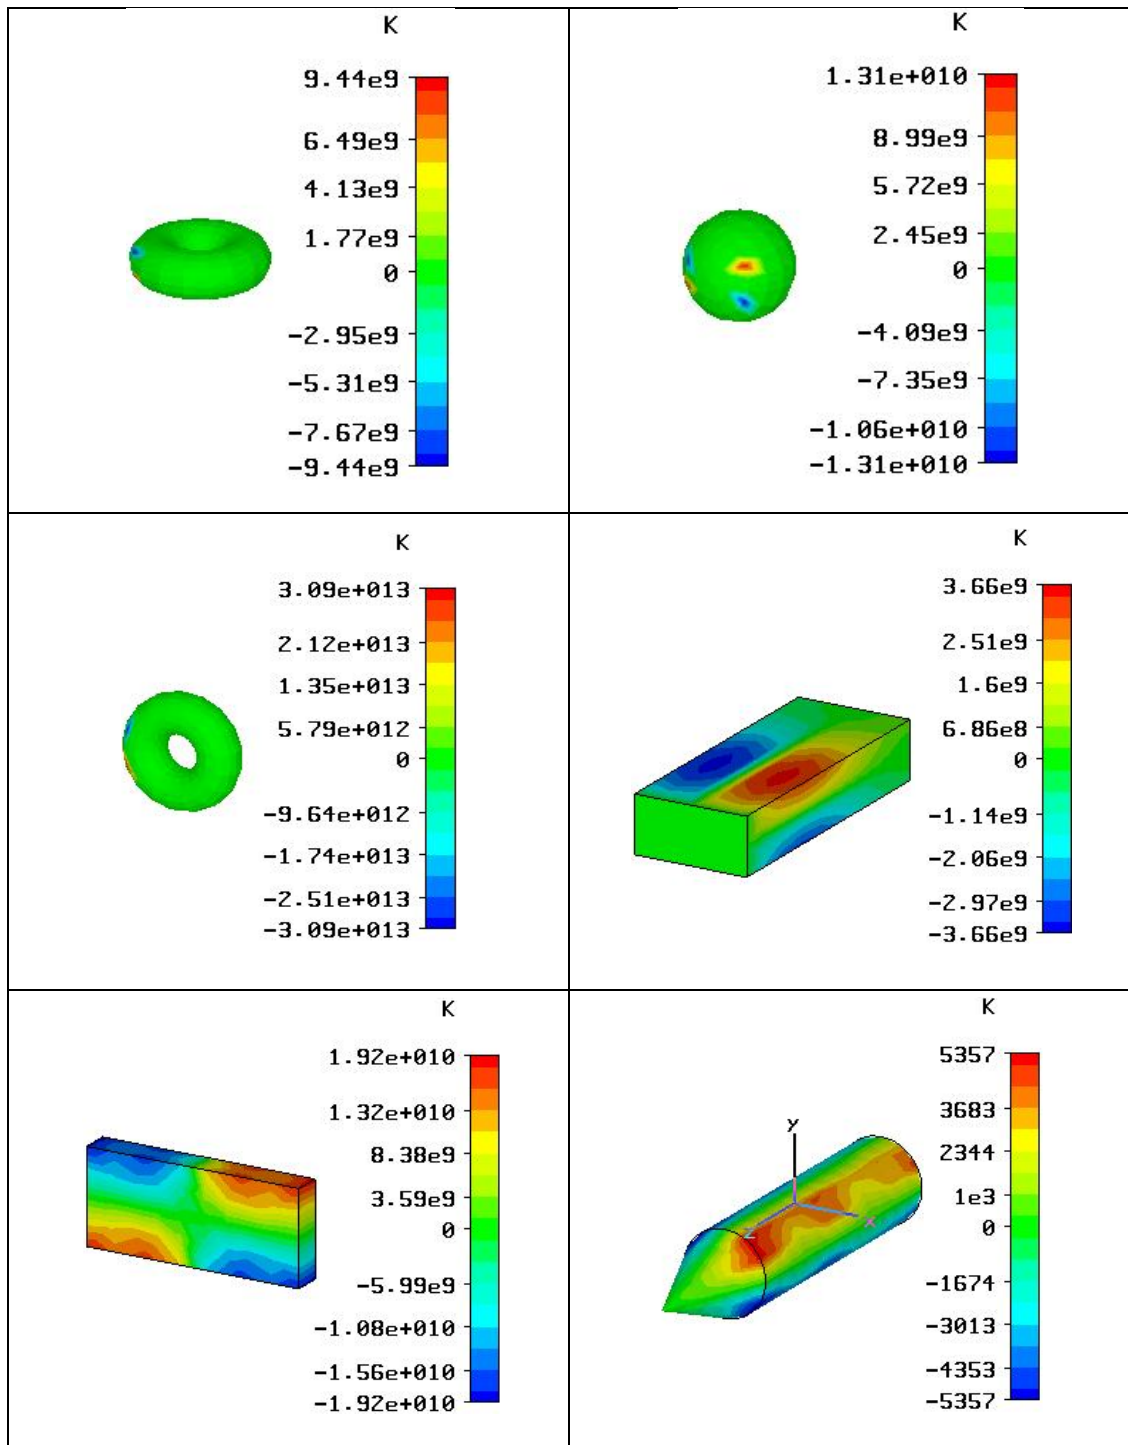 K
9.44e9
6.49e9
4.13e9
1.77e9
0
-2.95e9
-5.31e9
-7.67e9
-9.44e9
K
1.31e+010
8.99e9
5.72e9
2.45e9
0
-4.09e9
-7.35e9
-1.06e+010
-1.31e+010
K
3.09e+013
2.12e+013
1.35e+013
5.79e+012
0
-9.64e+012
-1.74e+013
-2.51e+013
-3.09e+013
K
3.66e9
2.51e9
1.6e9
6.86e8
0
-1.14e9
-2.06e9
-2.97e9
-3.66e9
K
1.92e+010
1.32e+010
8.38e9
3.59e9
0
-5.99e9
-1.08e+010
-1.56e+010
-1.92e+010
K
5357
3683
2344
1e3
0
-1674
-3013
-4353
-5357
y
z
x